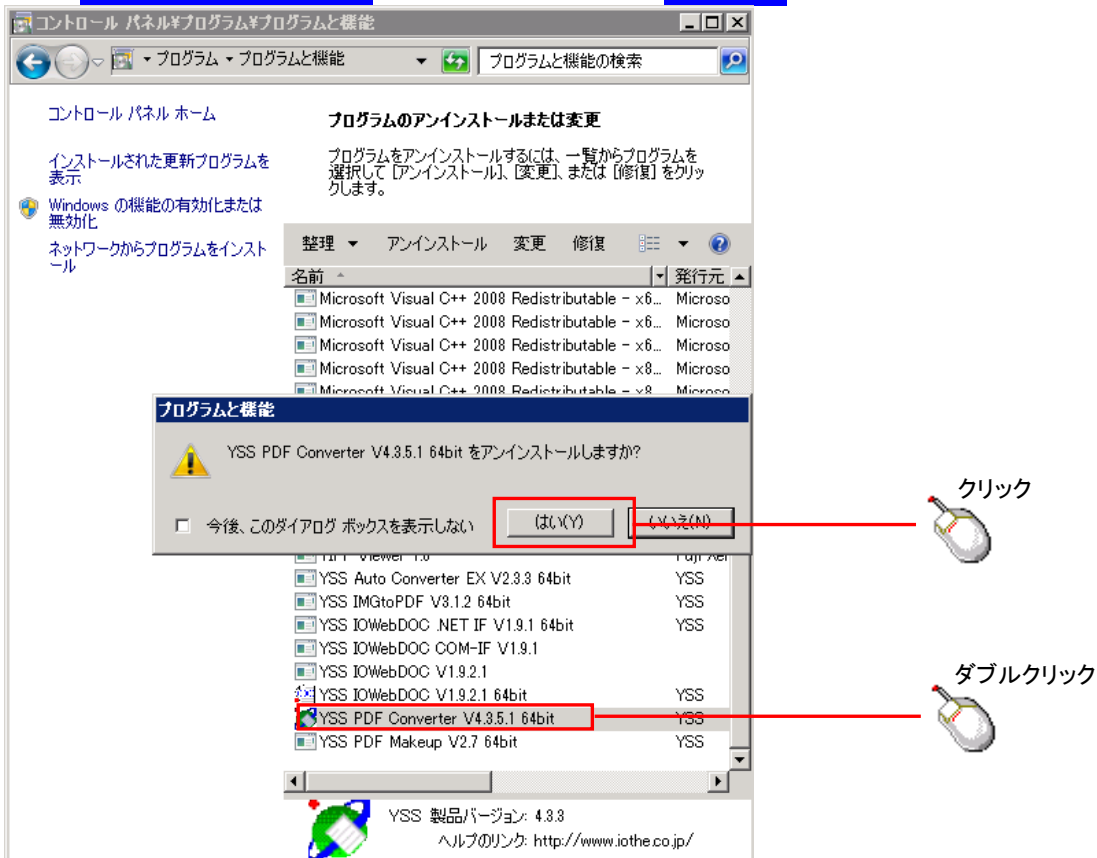 コントロール パネル¥プログラム¥プログラムと機能
プログラム プログラムと機能
プログラムと機能の検索
コントロール パネル ホーム
インストールされた更新プログラムを
表示
Windows の機能の有効化または
無効化
ネットワークからプログラムをインスト
ール
プログラムのアンインストールまたは変更
プログラムをアンインストールするには、一覧からプログラムを
選択して [アンインストール]、[変更]、または [修復] をクリッ
クします。
整理 アンインストール 変更 修復
名前 発行元
Microsoft Visual C++ 2008 Redistributable - x6... Microso
Microsoft Visual C++ 2008 Redistributable - x6... Microso
Microsoft Visual C++ 2008 Redistributable - x6... Microso
Microsoft Visual C++ 2008 Redistributable - x8... Microso
Microsoft Visual C++ 2008 Redistributable - x8 Microso
プログラムと機能
YSS PDF Converter V4.3.5.1 64bit をアンインストールしますか?
今後、このダイアログ ボックスを表示しない
はい(Y)
いいえ(N)
クリック
TIFF Viewer 1.0 Fuji Xer
YSS Auto Converter EX V2.3.3 64bit YSS
YSS IMGtoPDF V3.1.2 64bit YSS
YSS IOWebDOC .NET IF V1.9.1 64bit YSS
YSS IOWebDOC COM-IF V1.9.1
YSS IOWebDOC V1.9.2.1
YSS IOWebDOC V1.9.2.1 64bit YSS
YSS PDF Converter V4.3.5.1 64bit YSS
YSS PDF Makeup V2.7 64bit YSS
ダブルクリック
YSS 製品バージョン: 4.3.3
ヘルプのリンク: http://www.iothe.co.jp/